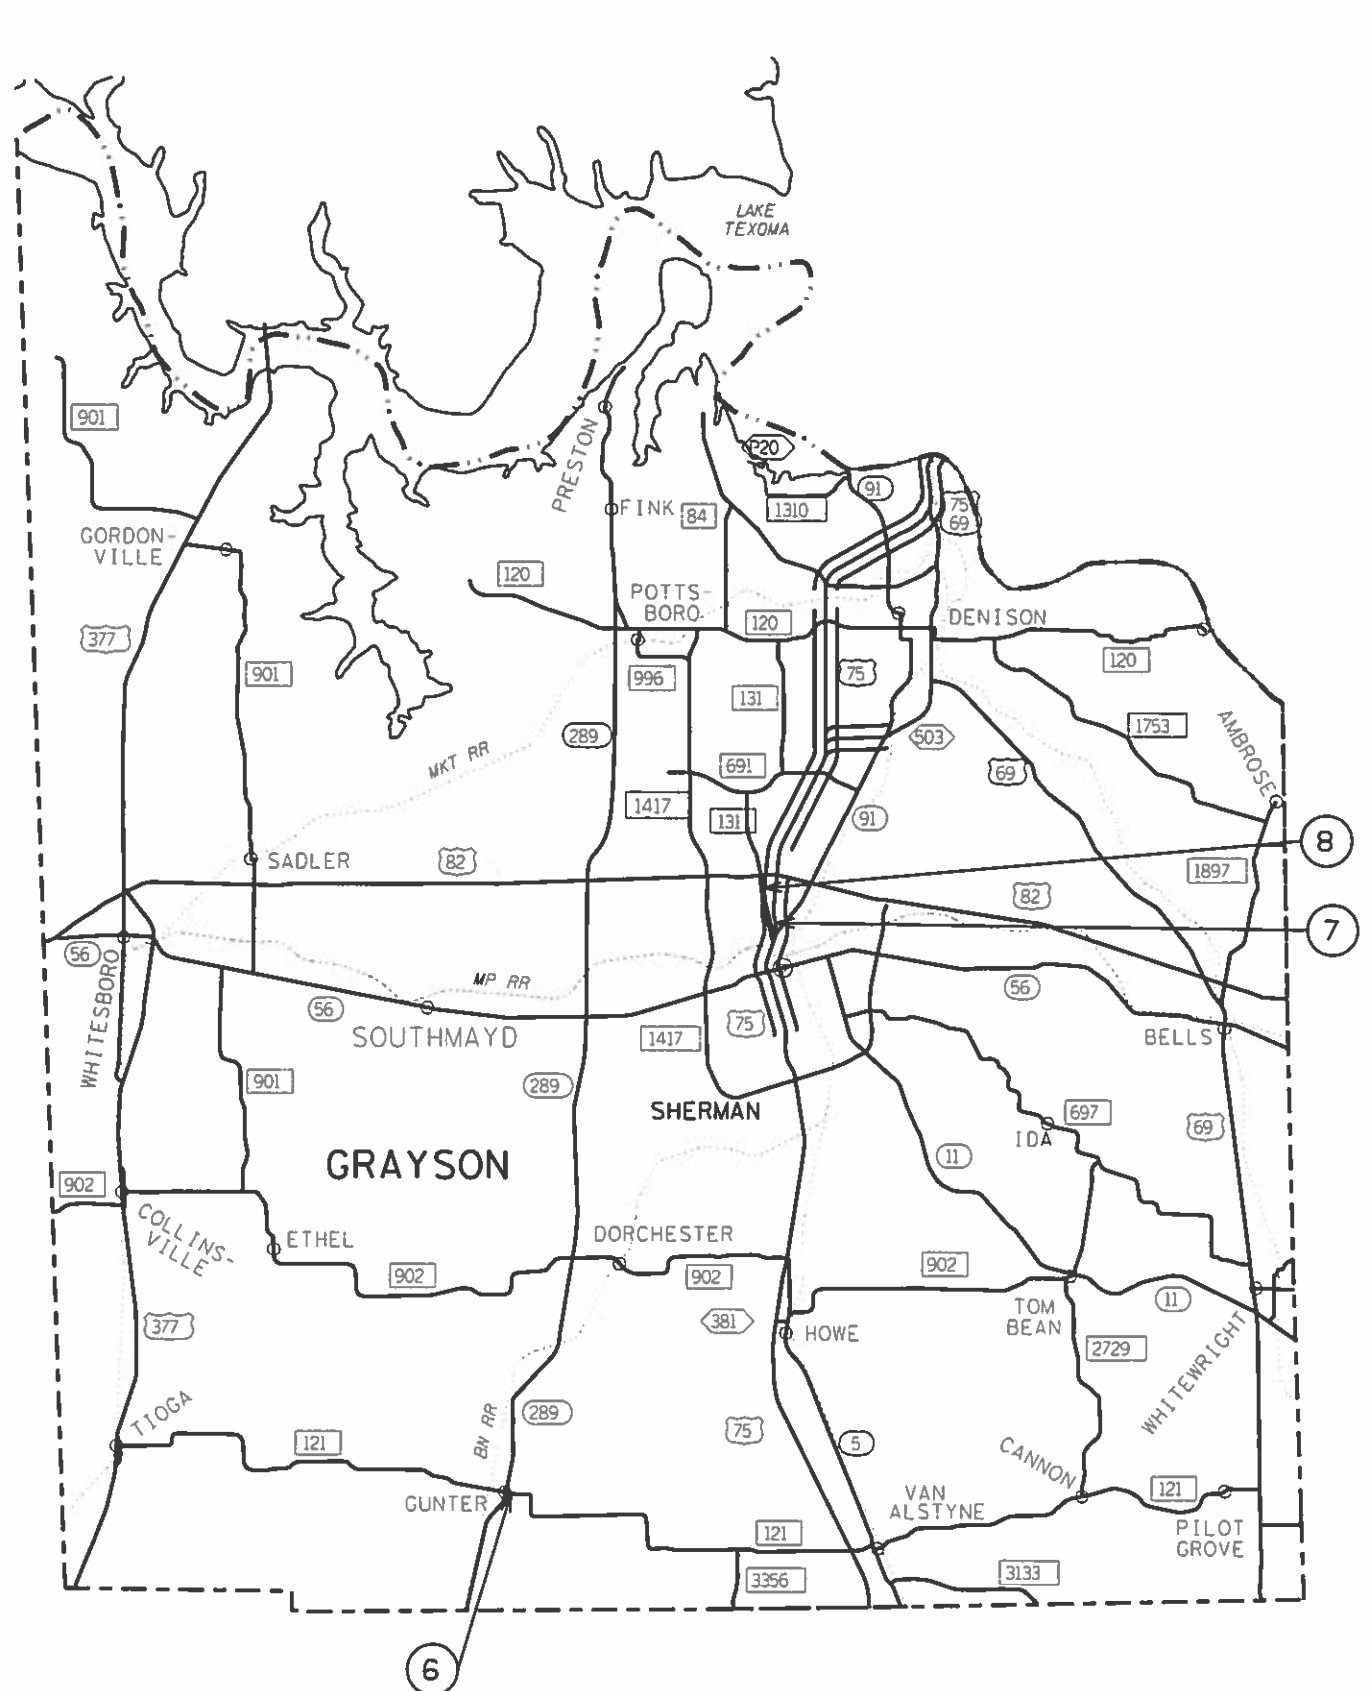 LAKE
TEXOMA
901
PRESTON
P20
91
FINK
84
1310
75
69
GORDON-
VILLE
120
POTTS-
BORO
120
DENISON
377
901
996
131
75
120
289
MKT RR
503
1753
AMBROSE
691
69
1417
131
91
8
SADLER
82
1897
82
7
56
WHITESBORO
MP RR
56
56
SOUTHMAYD
1417
75
BELLS
901
289
SHERMAN
697
IDA
69
GRAYSON
11
902
COLLINS-
VILLE
ETHEL
DORCHESTER
902
902
902
377
381
HOWE
TOM
BEAN
11
2729
WHITEWRIGHT
TIOGA
121
289
BN RR
75
5
CANNON
GUNTER
VAN
ALSTYNE
121
121
PILOT
GROVE
3356
3133
6